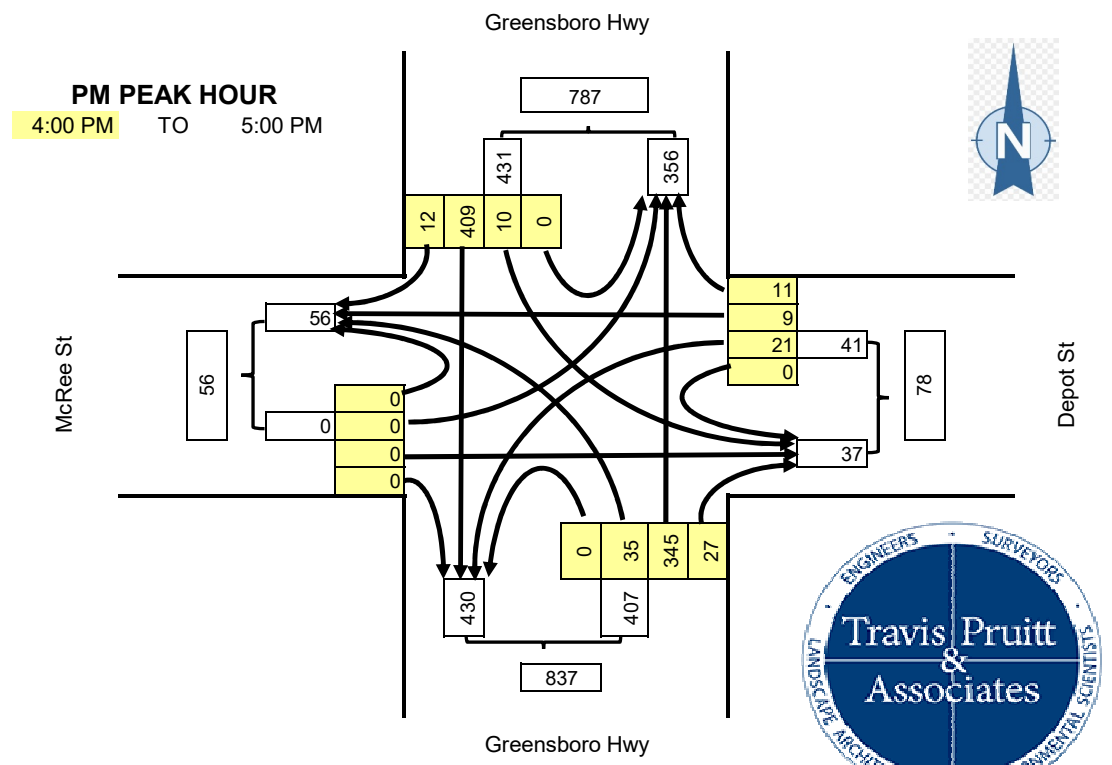 Greensboro Hwy
PM PEAK HOUR
4:00 PM TO 5:00 PM
787
431
356
12 409 10 0
N
11
9
21 41
0
78
37
Depot St
McRee St
56
56
0
0 0
0
0
0 35 345 27
430
407
837
Greensboro Hwy
ENGINEERS SURVEYORS
LANDSCAPE
SCIENTISTS
Travis Pruitt
&
Associates